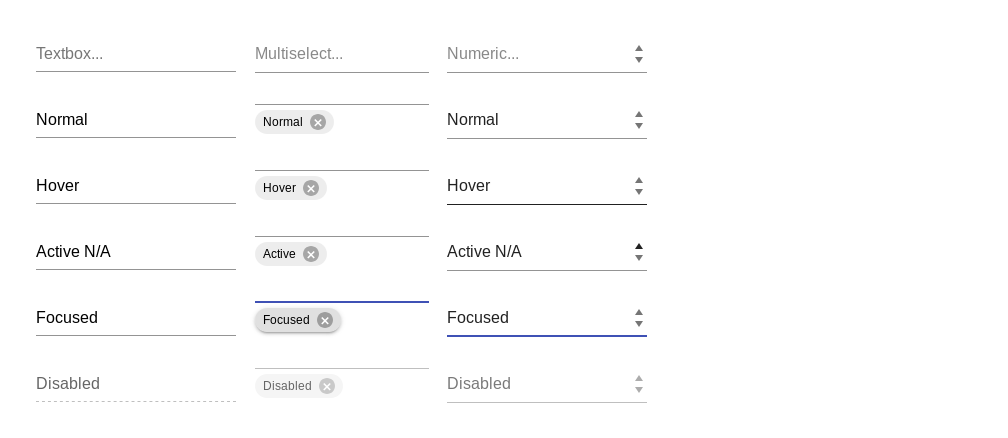 Textbox... Multiselect... Numeric...
Normal Normal Normal
Hover Hover Hover
Active N/A Active Active N/A
Focused Focused Focused
Disabled Disabled Disabled